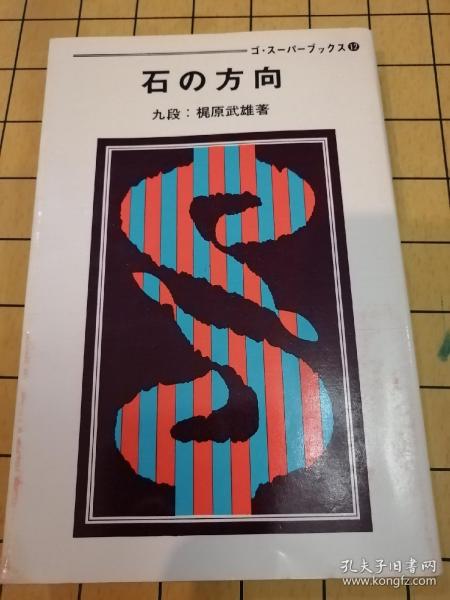 ゴ・スーパーブックス⑫
石の方向
九段:梶原武雄著
孔夫子旧书网
www.kongfz.com